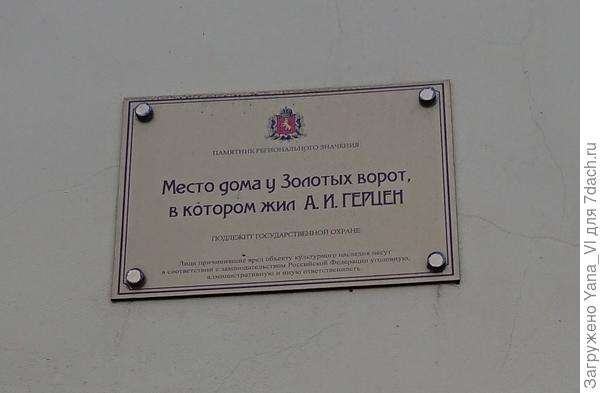 ПАМЯТНИК РЕГИОНАЛЬНОГО ЗНАЧЕНИЯ
Место дома у Золотых ворот,
в котором жил А. И. ГЕРЦЕН
ПОДЛЕЖИТ ГОСУДАРСТВЕННОЙ ОХРАНЕ
Лица причинившие вред объекту культурного наследия несут
в соответствии с законодательством Российской Федерации уголовную,
административную и иную ответственность
Загружено Yana_VI для 7dach.ru